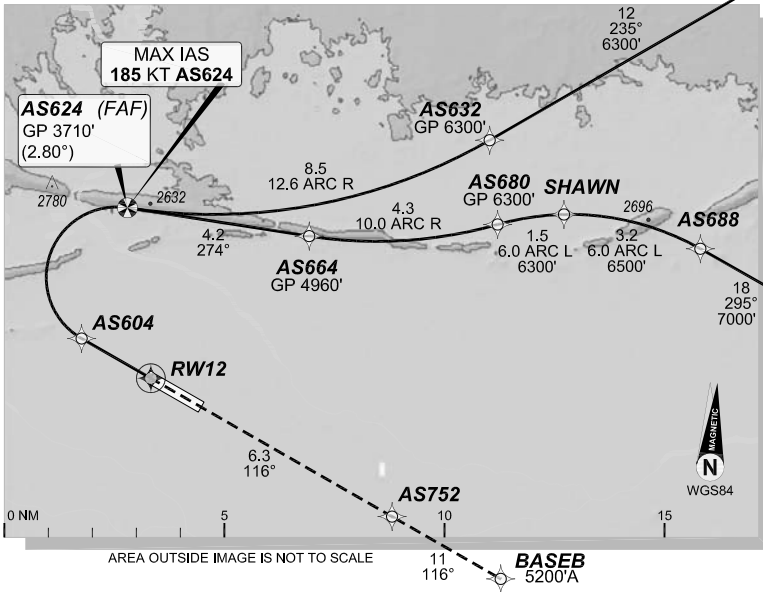 12
235°
6300'
MAX IAS
185 KT AS624
AS624 (FAF)
GP 3710'
(2.80°)
AS632
GP 6300'
8.5
12.6 ARC R
2780
2632
4.2
274°
4.3
10.0 ARC R
AS680
GP 6300'
SHAWN
2696
AS688
AS664
GP 4960'
1.5
6.0 ARC L
6300'
3.2
6.0 ARC L
6500'
18
295°
7000'
AS604
RW12
6.3
116°
MAGNETIC
N
WGS84
AS752
0 NM
5
10
15
11
116°
BASEB
5200'A
AREA OUTSIDE IMAGE IS NOT TO SCALE